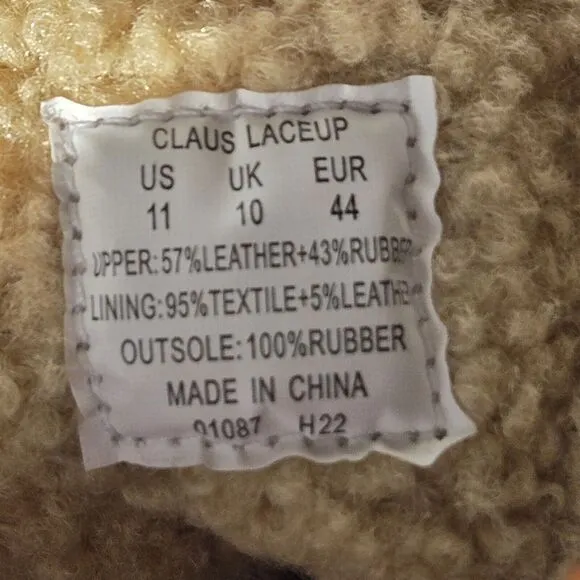 CLAUS LACEUP
US UK EUR
11 10 44
UPPER:57%LEATHER+43%RUBBER
LINING:95%TEXTILE+5%LEATHE
OUTSOLE:100%RUBBER
MADE IN CHINA
91087 H22